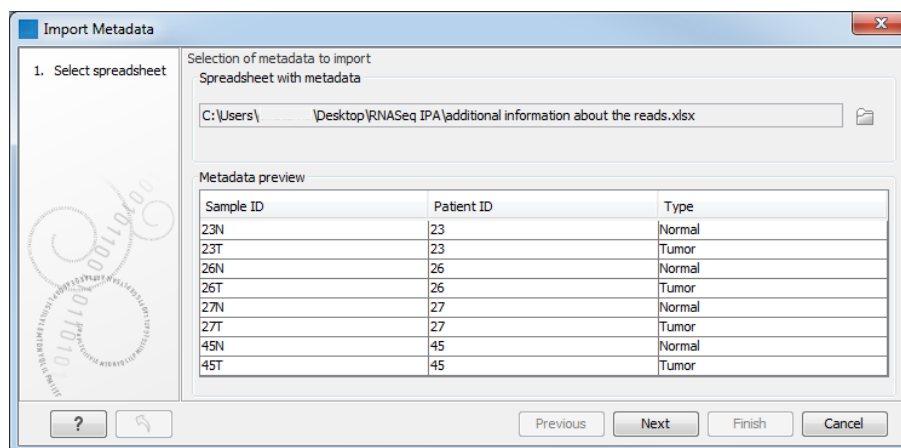 Import Metadata
1. Select spreadsheet
Selection of metadata to import
Spreadsheet with metadata
C:\Users\ \Desktop\RNASeq IPA\additional information about the reads.xlsx
Metadata preview
Sample ID Patient ID Type
23N 23 Normal
23T 23 Tumor
26N 26 Normal
26T 26 Tumor
27N 27 Normal
27T 27 Tumor
45N 45 Normal
45T 45 Tumor
? Previous Next Finish Cancel